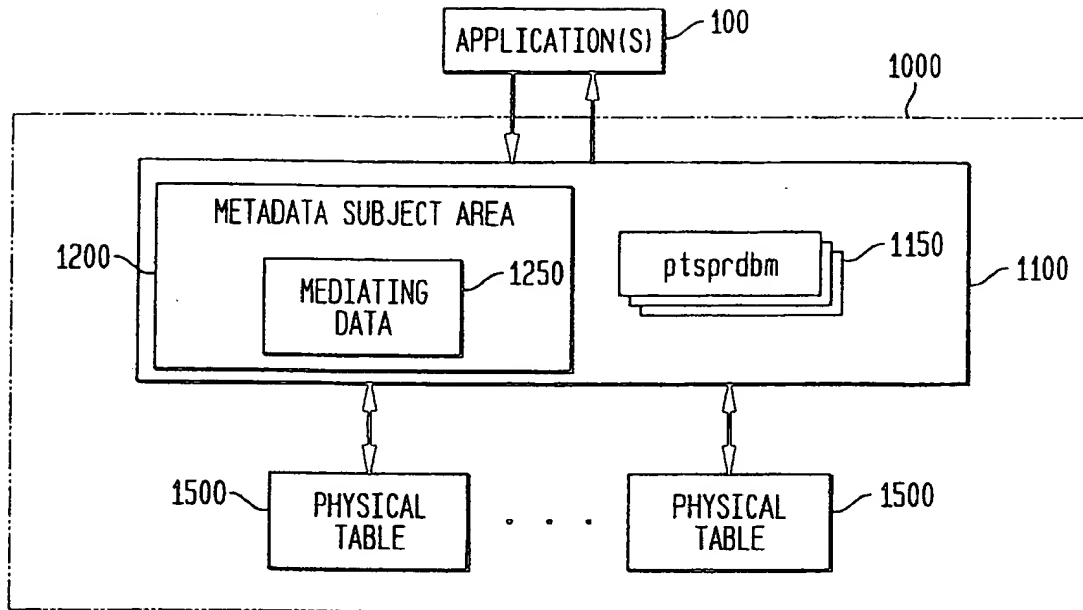 APPLICATION(S)
100
1000
METADATA SUBJECT AREA
1200
MEDIATING
DATA
1250
ptsprdbm
1150
1100
1500
PHYSICAL
TABLE
. . .
PHYSICAL
TABLE
1500